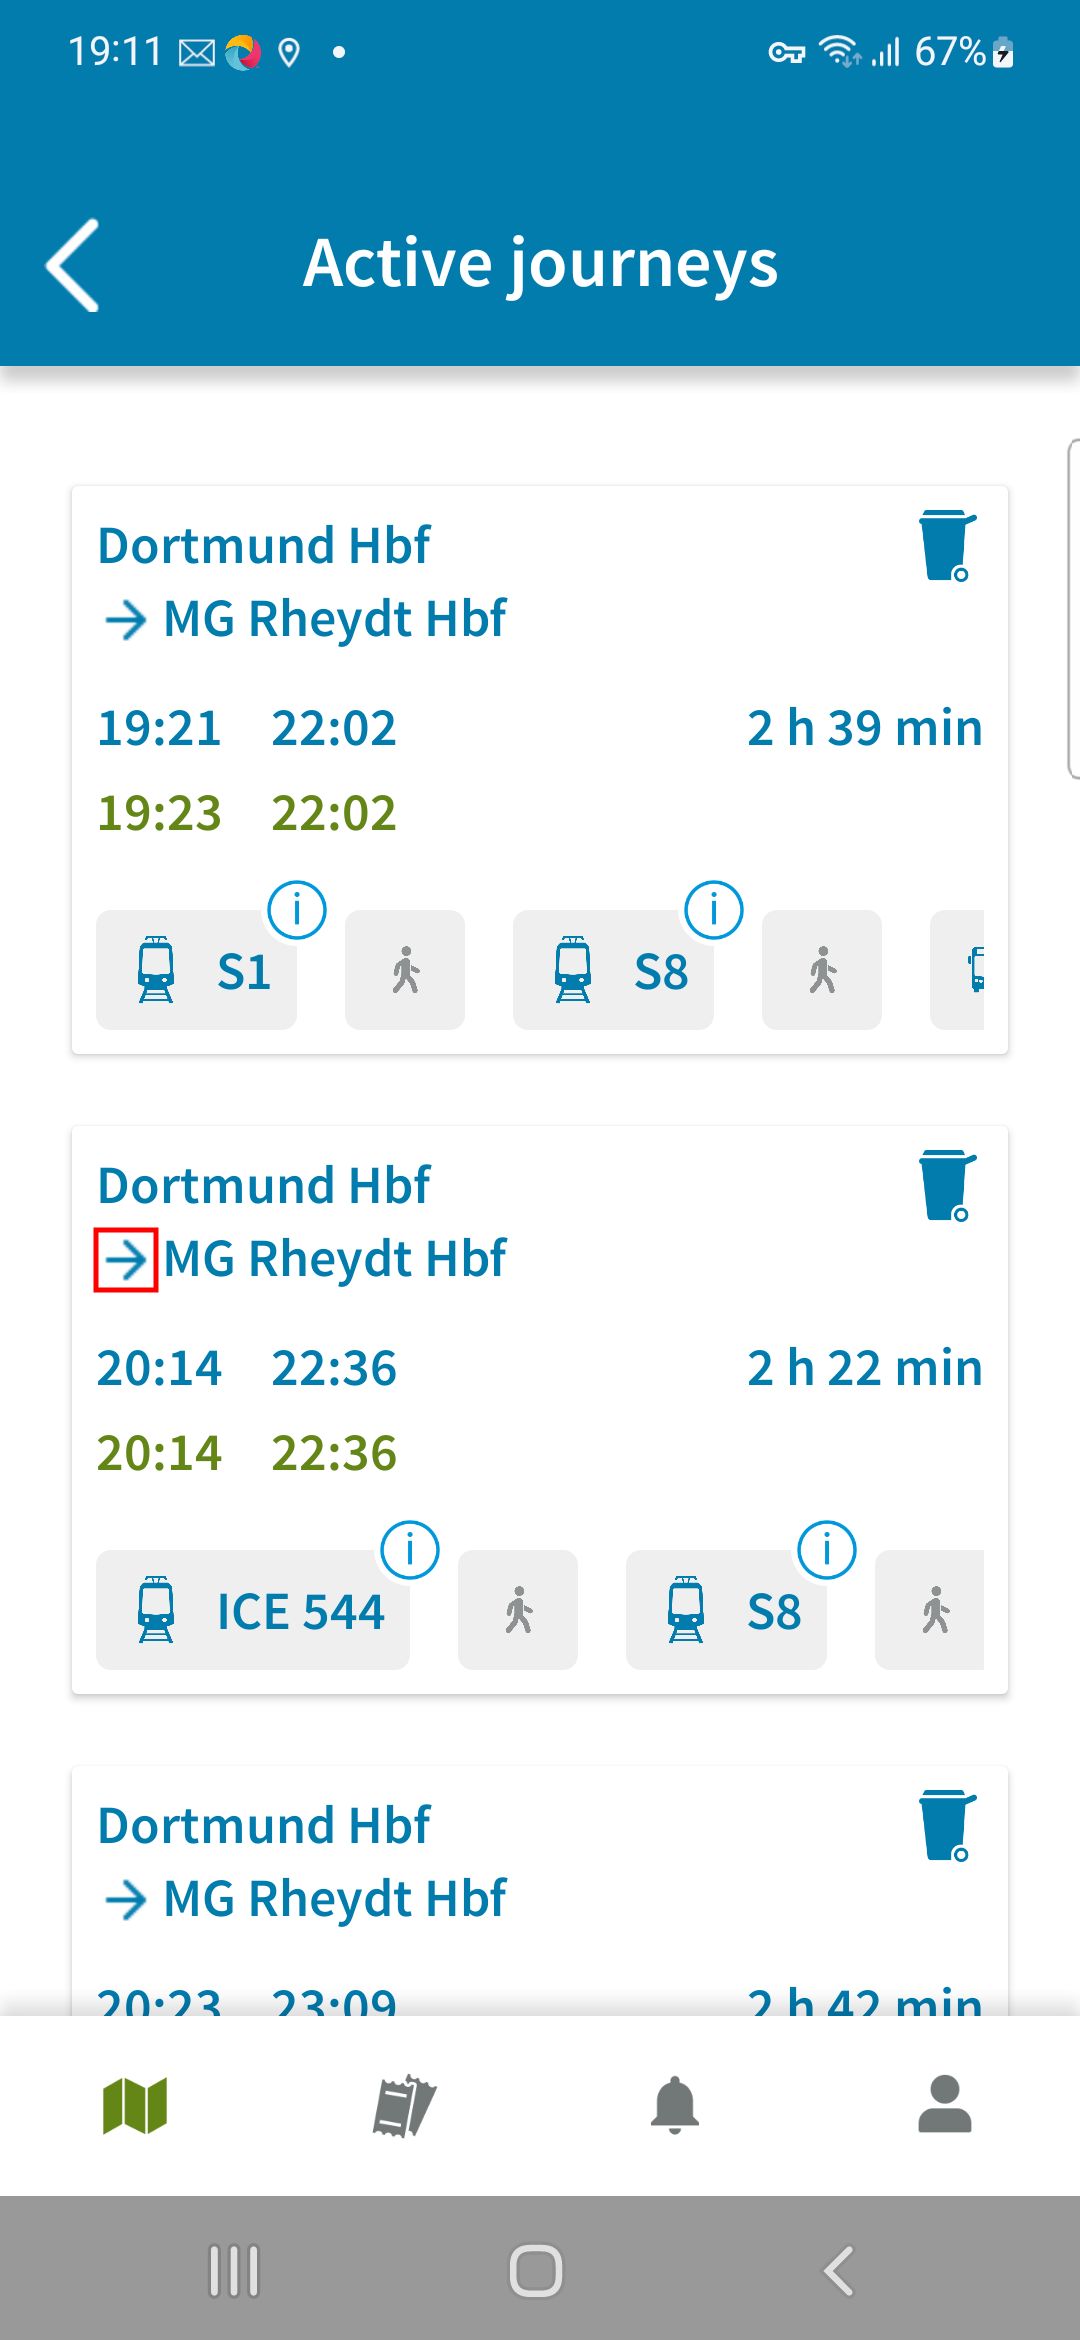 19:11 67%
Active journeys
Dortmund Hbf
MG Rheydt Hbf
19:21 22:02 2 h 39 min
19:23 22:02
S1 S8
Dortmund Hbf
MG Rheydt Hbf
20:14 22:36 2 h 22 min
20:14 22:36
ICE 544 S8
Dortmund Hbf
MG Rheydt Hbf
20:23 23:09 2 h 42 min